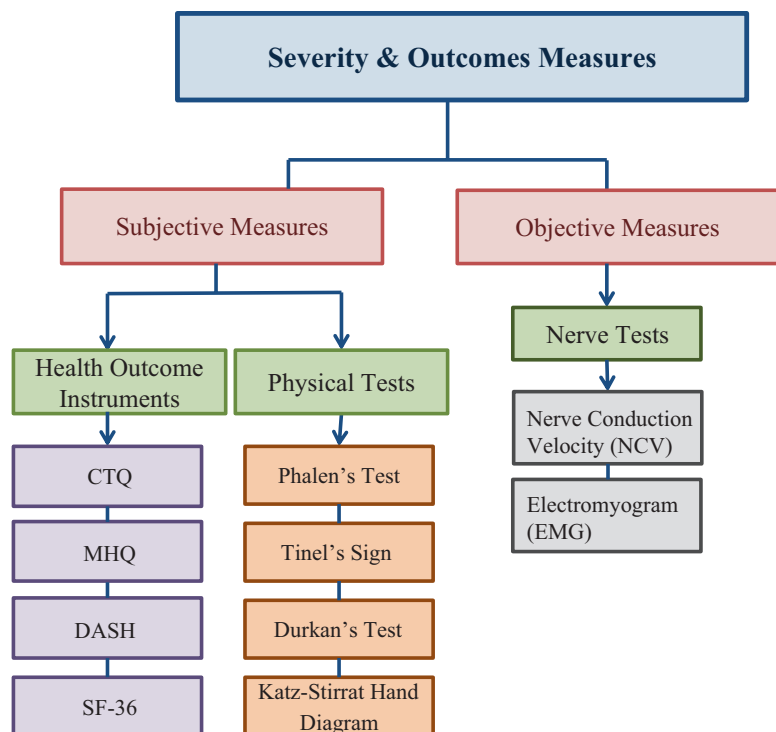 Severity & Outcomes Measures
Subjective Measures
Objective Measures
Health Outcome
Instruments
Physical Tests
Nerve Tests
CTQ
MHQ
DASH
SF-36
Phalen’s Test
Tinel’s Sign
Durkan’s Test
Katz-Stirrat Hand
Diagram
Nerve Conduction
Velocity (NCV)
Electromyogram
(EMG)